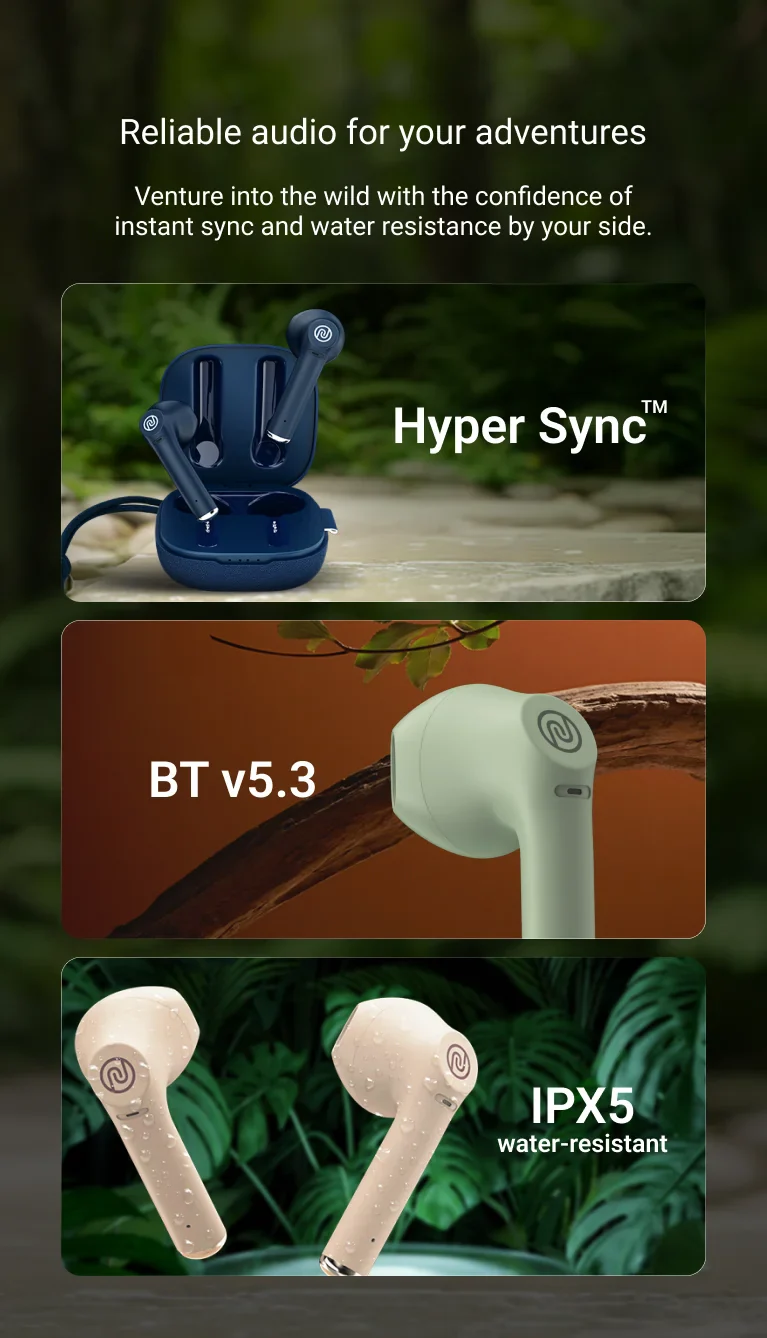 Reliable audio for your adventures
Venture into the wild with the confidence of
instant sync and water resistance by your side.
Hyper Sync™
BT v5.3
IPX5
water-resistant